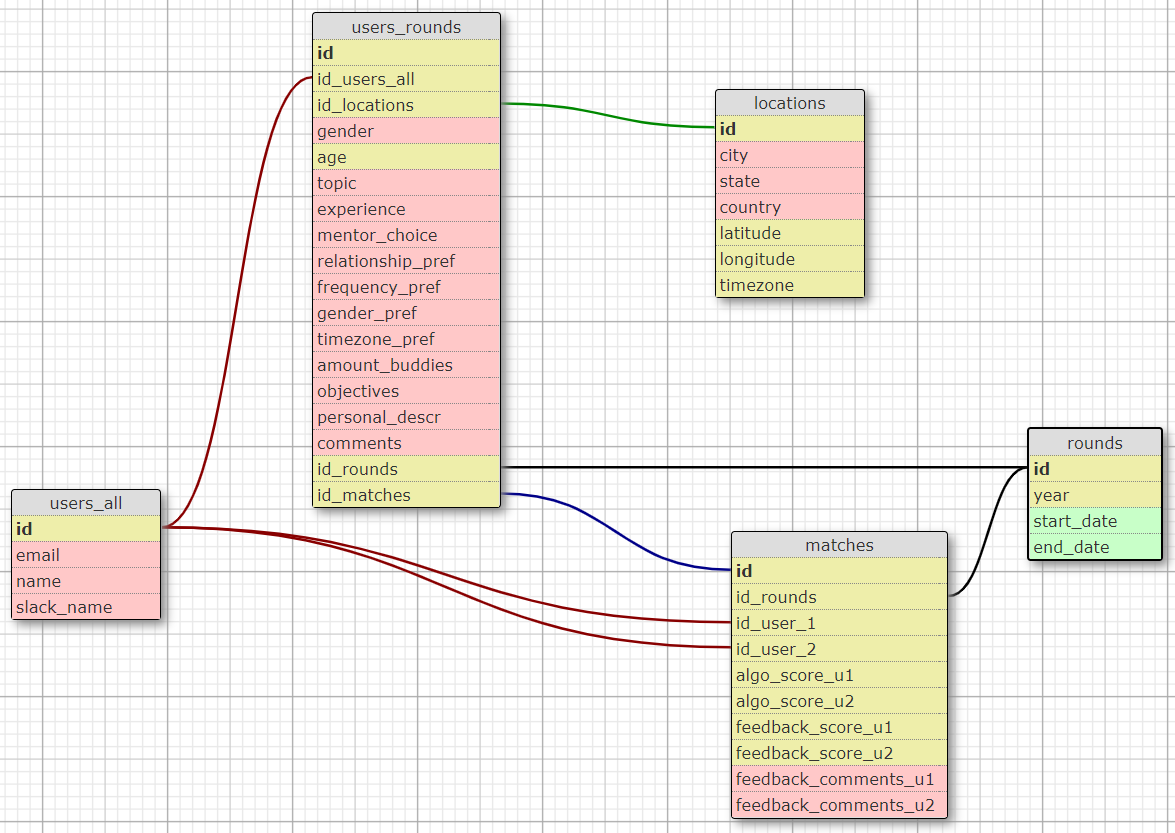 users_rounds
id
id_users_all
id_locations
gender
age
topic
experience
mentor_choice
relationship_pref
frequency_pref
gender_pref
timezone_pref
amount_buddies
objectives
personal_descr
comments
id_rounds
id_matches
locations
id
city
state
country
latitude
longitude
timezone
users_all
id
email
name
slack_name
rounds
id
year
start_date
end_date
matches
id
id_rounds
id_user_1
id_user_2
algo_score_u1
algo_score_u2
feedback_score_u1
feedback_score_u2
feedback_comments_u1
feedback_comments_u2